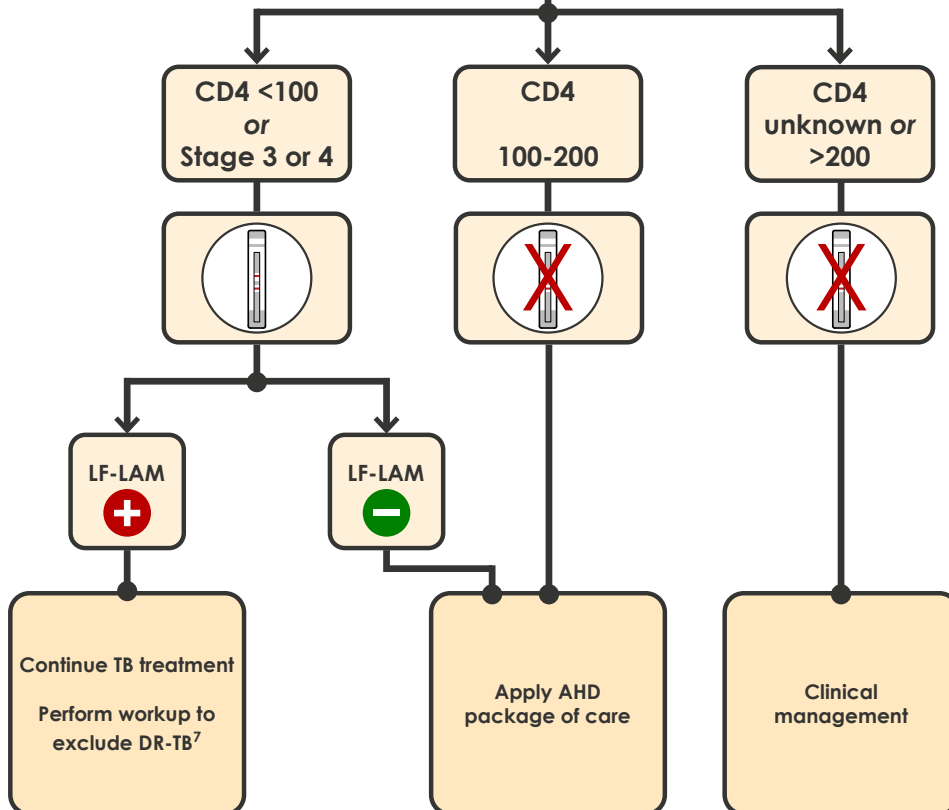 CD4 <100
or
Stage 3 or 4
CD4
100-200
CD4
unknown or
>200
LF-LAM
LF-LAM
Continue TB treatment
Perform workup to
exclude DR-TB⁷
Apply AHD
package of care
Clinical
management